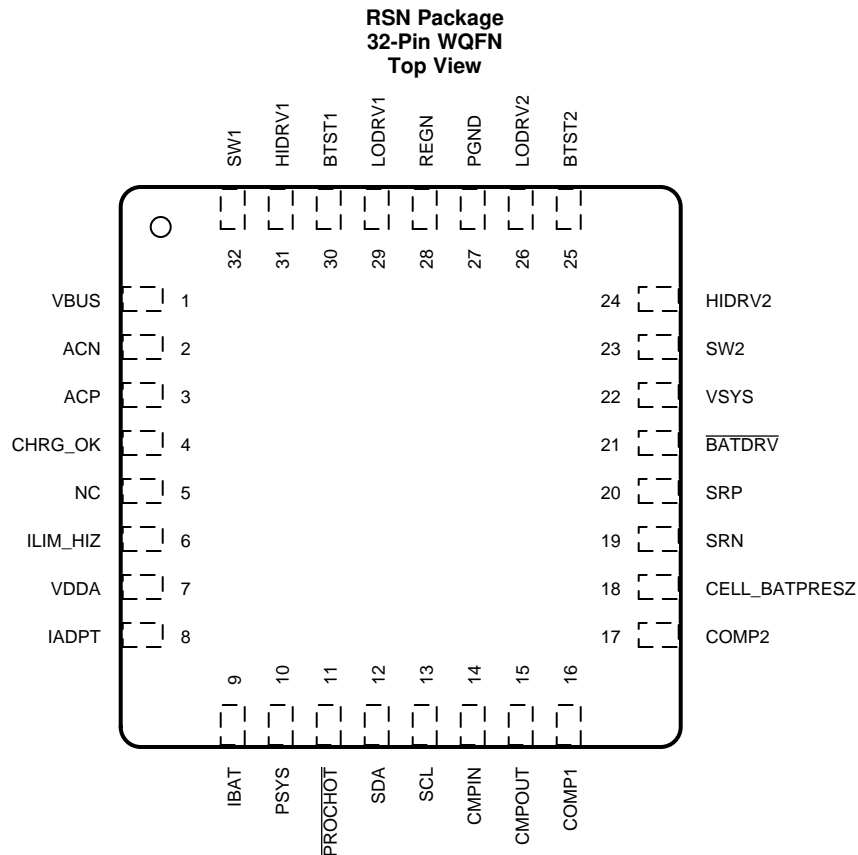 RSN Package
32-Pin WQFN
Top View
SW1
HIDRV1
BTST1
LODRV1
REGN
PGND
LODRV2
BTST2
32
31
30
29
28
27
26
25
VBUS 1
ACN 2
ACP 3
CHRG_OK 4
NC 5
ILIM_HIZ 6
VDDA 7
IADPT 8
24 HIDRV2
23 SW2
22 VSYS
21 BATDRV
20 SRP
19 SRN
18 CELL_BATPRESZ
17 COMP2
9
10
11
12
13
14
15
16
IBAT
PSYS
PROCHOT
SDA
SCL
CMPIN
CMPOUT
COMP1